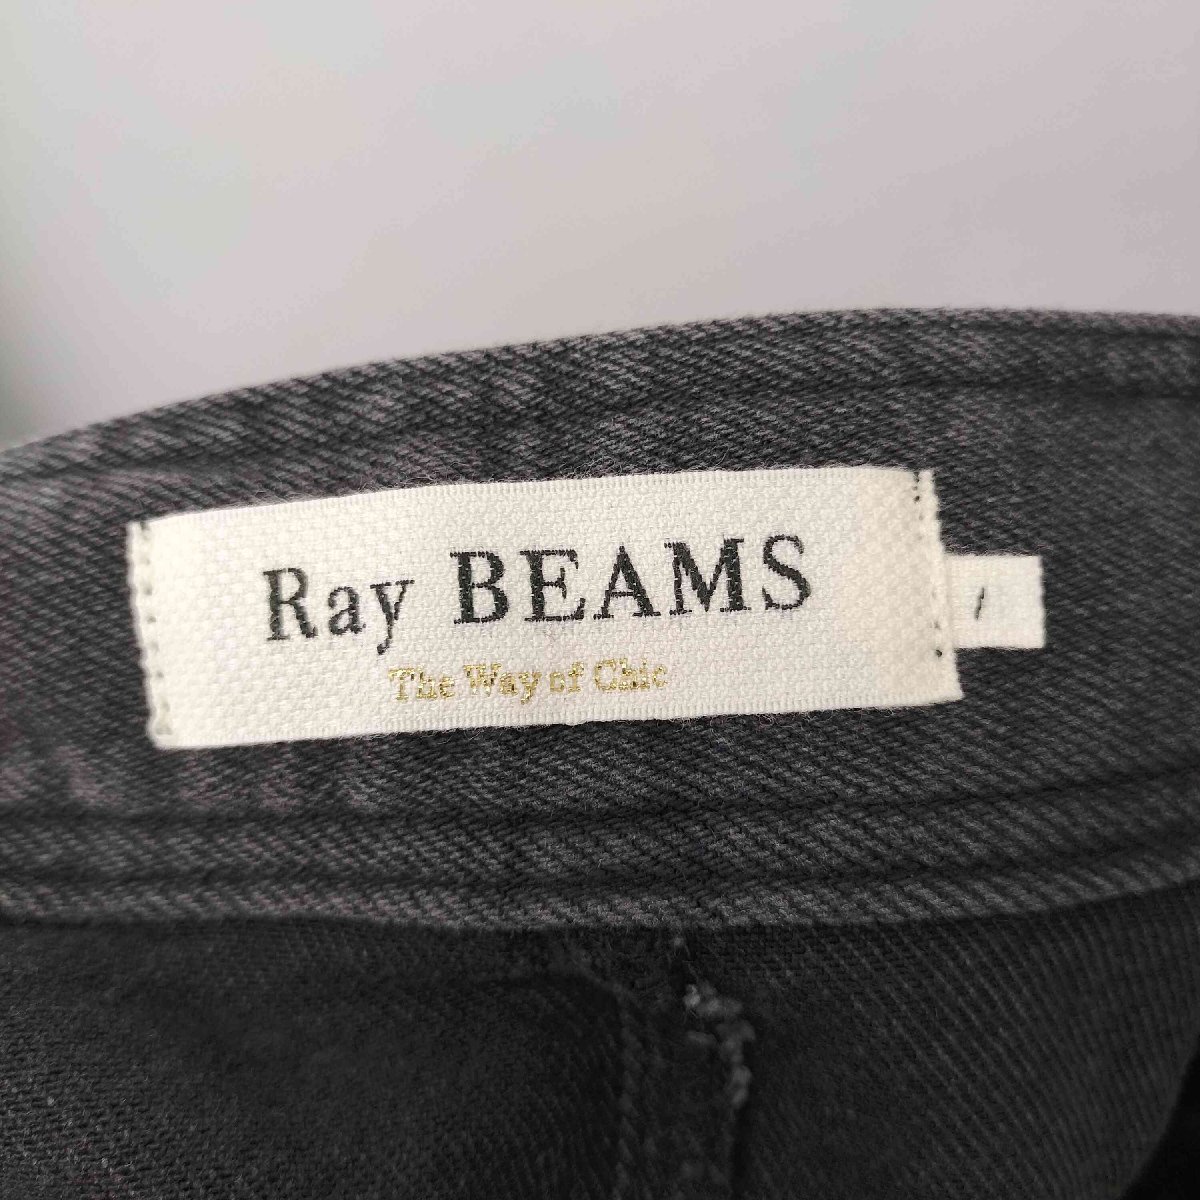 Ray BEAMS
The Way of Chic
1